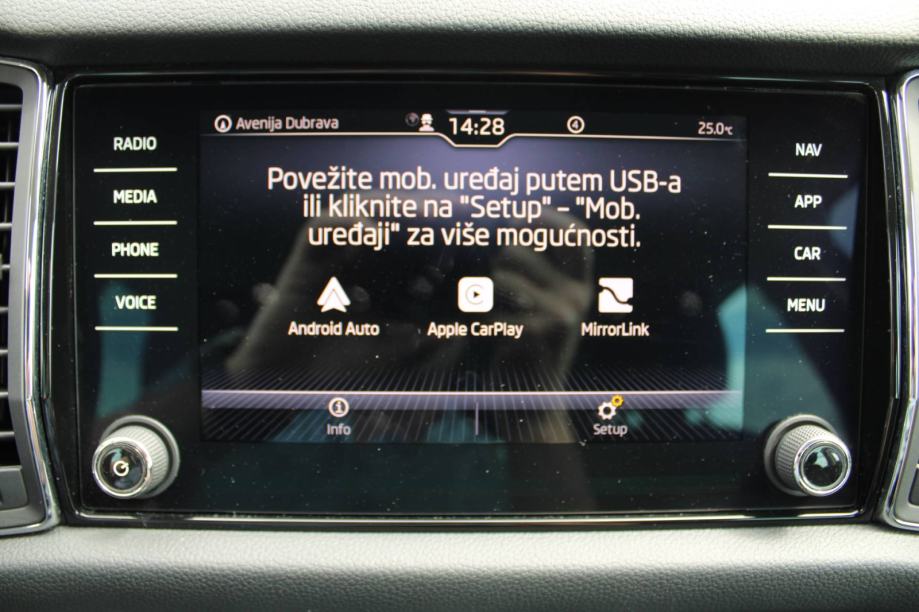 Avenija Dubrava
14:28
4
25.0°C
RADIO
MEDIA
PHONE
VOICE
Povežite mob. uređaj putem USB-a
ili kliknite na "Setup" – "Mob.
uređaji" za više mogućnosti.
Android Auto
Apple CarPlay
MirrorLink
Info
Setup
NAV
APP
CAR
MENU